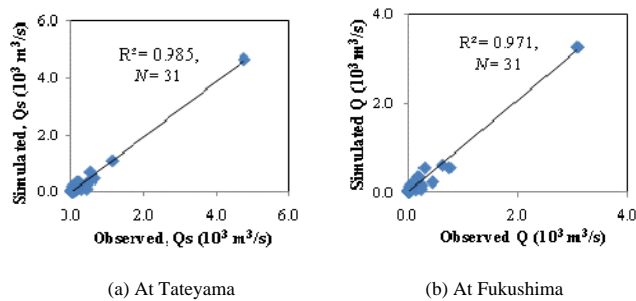 (a)
6.0
4.0
2.0
0.0
Simulated, Qs (10³ m³/s)
R² = 0.985,
N = 31
0.0 2.0 4.0 6.0
Observed, Qs (10³ m³/s)
(a) At Tateyama
(b)
4.0
2.0
0.0
Simulated Q (10³ m³/s)
R² = 0.971,
N = 31
0.0 2.0 4.0
Observed Q (10³ m³/s)
(b) At Fukushima